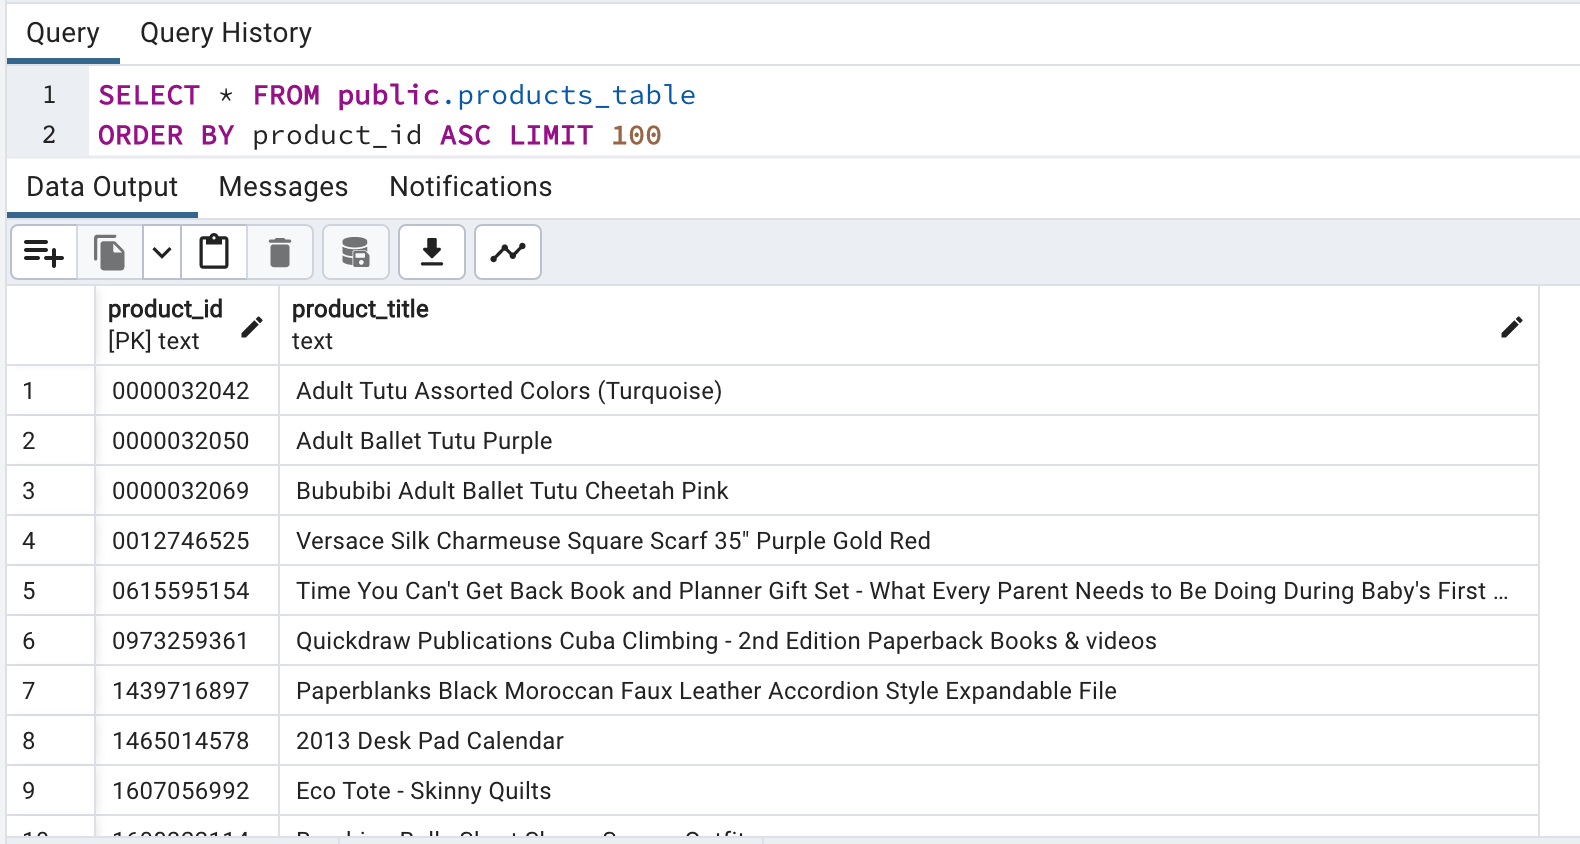 Query Query History
1 SELECT * FROM public.products_table
2 ORDER BY product_id ASC LIMIT 100
Data Output Messages Notifications
product_id product_title
[PK] text text
1 0000032042 Adult Tutu Assorted Colors (Turquoise)
2 0000032050 Adult Ballet Tutu Purple
3 0000032069 Bububibi Adult Ballet Tutu Cheetah Pink
4 0012746525 Versace Silk Charmeuse Square Scarf 35" Purple Gold Red
5 0615595154 Time You Can't Get Back Book and Planner Gift Set - What Every Parent Needs to Be Doing During Baby's First ...
6 0973259361 Quickdraw Publications Cuba Climbing - 2nd Edition Paperback Books & videos
7 1439716897 Paperblanks Black Moroccan Faux Leather Accordion Style Expandable File
8 1465014578 2013 Desk Pad Calendar
9 1607056992 Eco Tote - Skinny Quilts
10